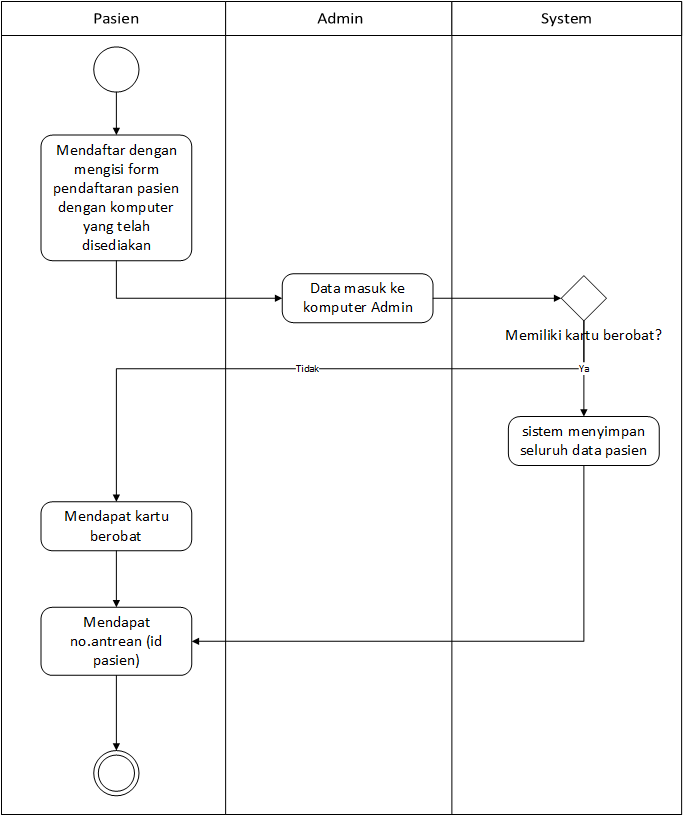 Pasien
Admin
System
Mendaftar dengan
mengisi form
pendaftaran pasien
dengan komputer
yang telah
disediakan
Data masuk ke
komputer Admin
Memiliki kartu berobat?
Tidak
Ya
sistem menyimpan
seluruh data pasien
Mendapat kartu
berobat
Mendapat
no.antrean (id
pasien)